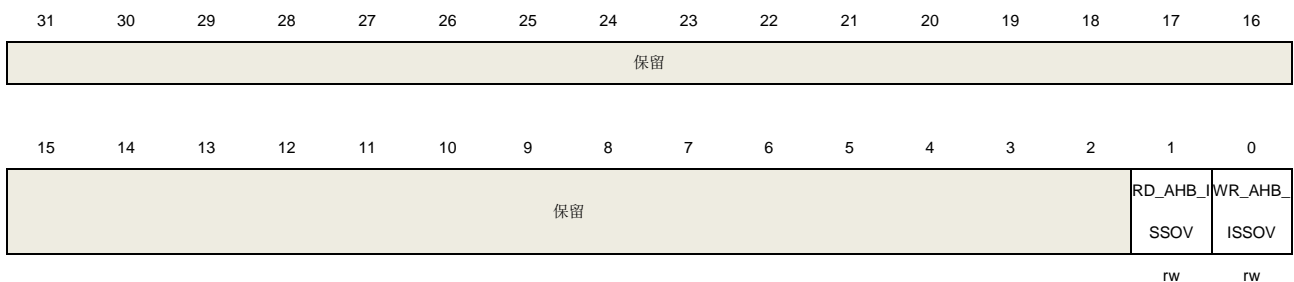 31 30 29 28 27 26 25 24 23 22 21 20 19 18 17 16
保留
15 14 13 12 11 10 9 8 7 6 5 4 3 2 1 0
保留
RD_AHB_I
SSOV
WR_AHB_
ISSOV
rw rw